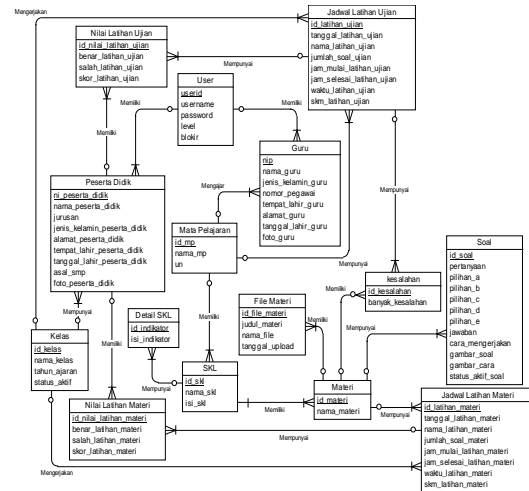 Mengerjakan
Jadwal Latihan Ujian
id_latihan_ujian
tanggal_latihan_ujian
nama_latihan_ujian
jumlah_soal_ujian
jam_mulai_latihan_ujian
jam_selesai_latihan_ujian
waktu_latihan_ujian
skm_latihan_ujian
Nilai Latihan Ujian
id_nilai_latihan_ujian
benar_latihan_ujian
salah_latihan_ujian
skor_latihan_ujian
Mempunyai
User
userid
username
password
level
blokir
Memiliki
Memiliki
Memiliki
Guru
nip
nama_guru
jenis_kelamin_guru
nomor_pegawai
tempat_lahir_guru
alamat_guru
tanggal_lahir_guru
foto_guru
Mempunyai
Mempunyai
Peserta Didik
ni_peserta_didik
nama_peserta_didik
jurusan
jenis_kelamin_peserta_didik
alamat_peserta_didik
tempat_lahir_peserta_didik
tanggal_lahir_peserta_didik
asal_smp
foto_peserta_didik
Mengajar
Mata Pelajaran
id_mp
nama_mp
un
Soal
id_soal
pertanyaan
pilihan_a
pilihan_b
pilihan_c
pilihan_d
pilihan_e
jawaban
cara_mengerjakan
gambar_soal
gambar_cara
status_aktif_soal
kesalahan
id_kesalahan
banyak_kesalahan
Mempunyai
Memiliki
Mempunyai
Memiliki
Mempunyai
Memiliki
Mempunyai
Kelas
id_kelas
nama_kelas
tahun_ajaran
status_aktif
Detail SKL
id_indikator
isi_indikator
Mempunyai
File Materi
id_file_materi
judul_materi
nama_file
tanggal_upload
SKL
id_skl
nama_skl
isi_skl
Memiliki
Materi
id_materi
nama_materi
Mempunyai
Nilai Latihan Materi
id_nilai_latihan_materi
benar_latihan_materi
salah_latihan_materi
skor_latihan_materi
Mempunyai
Jadwal Latihan Materi
id_latihan_materi
tanggal_latihan_materi
nama_latihan_materi
jumlah_soal_materi
jam_mulai_latihan_materi
jam_selesai_latihan_materi
waktu_latihan_materi
skm_latihan_materi
Mengerjakan